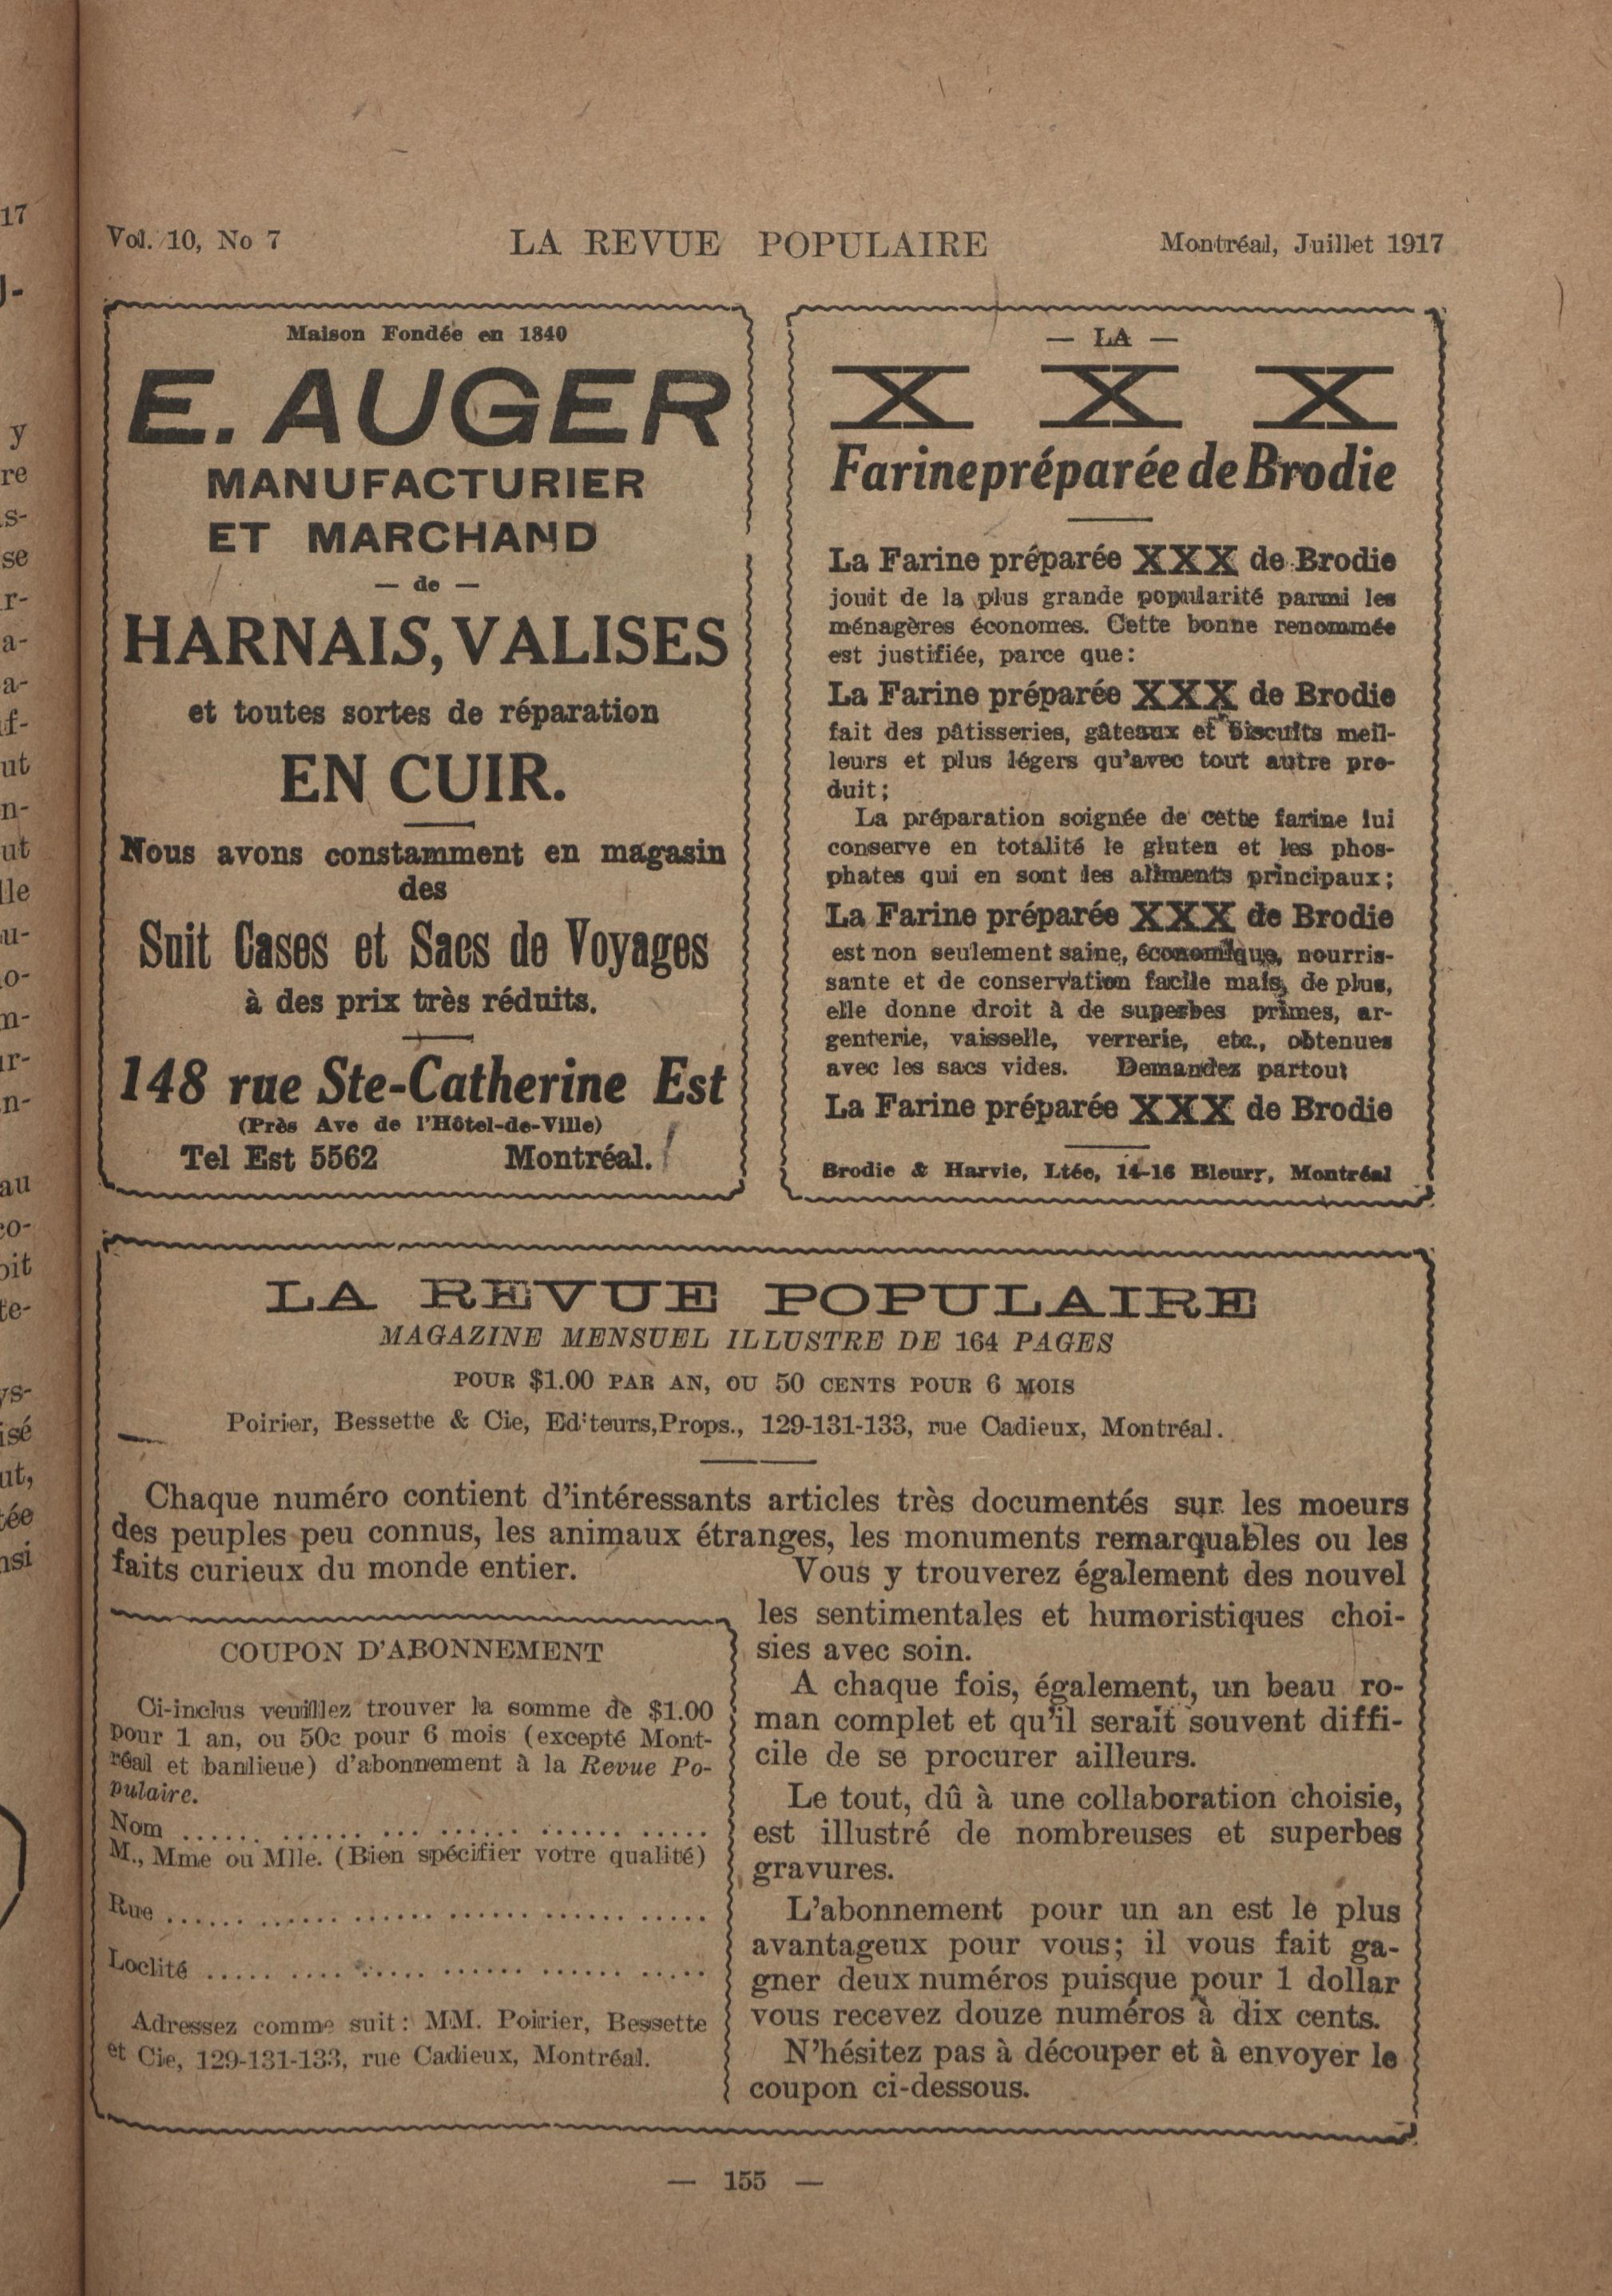 Vol. 10, No 7 LA REVUE POPULAIRE Montréal, Juillet 1917
Maison Fondée en 1840
E. AUGER
MANUFACTURIER
ET MARCHAND
— de —
HARNAIS, VALISES
et toutes sortes de réparation
EN CUIR.
Nous avons constamment en magasin
des
Suit Cases et Sacs de Voyages
à des prix très réduits.
148 rue Ste-Catherine Est
(Près Ave de l'Hôtel-de-Ville)
Tel Est 5562 Montréal.
— LA —
X X X
Farine préparée de Brodie
La Farine préparée XXX de Brodie
jouit de la plus grande popularité parmi les
ménagères économes. Cette bonne renommée
est justifiée, parce que:
La Farine préparée XXX de Brodie
fait des pâtisseries, gâteaux et biscuits meil-
leurs et plus légers qu'avec tout autre pro-
duit;
La préparation soignée de cette farine lui
conserve en totalité le gluten et les phos-
phates qui en sont les aliments principaux;
La Farine préparée XXX de Brodie
est non seulement saine, économique, nourris-
sante et de conservation facile mais, de plus,
elle donne droit à de superbes primes, ar-
genterie, vaisselle, verrerie, etc., obtenues
avec les sacs vides. Demandez partout
La Farine préparée XXX de Brodie
Brodie & Harvie, Ltée, 14-16 Bleury, Montréal
LA REVUE POPULAIRE
MAGAZINE MENSUEL ILLUSTRE DE 164 PAGES
POUR $1.00 PAR AN, OU 50 CENTS POUR 6 MOIS
Poirier, Bessette & Cie, Editeurs, Props., 129-131-133, rue Cadieux, Montréal.
Chaque numéro contient d'intéressants articles très documentés sur les moeurs
des peuples peu connus, les animaux étranges, les monuments remarquables ou les
faits curieux du monde entier.
COUPON D'ABONNEMENT
Ci-inclus veuillez trouver la somme de $1.00
pour 1 an, ou 50c pour 6 mois (excepté Mont-
réal et banlieue) d'abonnement à la Revue Po-
pulaire.
Nom ...... ...... ... ...... ...... .....
M., Mme ou Mlle. (Bien spécifier votre qualité)
Rue ...... ...... ...... ...... ...... .....
Loclité ..... .... ..... ...... ...... .....
Adressez comme suit: MM. Poirier, Bessette
et Cie, 129-131-133, rue Cadieux, Montréal.
Vous y trouverez également des nouvel
les sentimentales et humoristiques choi-
sies avec soin.
A chaque fois, également, un beau ro-
man complet et qu'il serait souvent diffi-
cile de se procurer ailleurs.
Le tout, dû à une collaboration choisie,
est illustré de nombreuses et superbes
gravures.
L'abonnement pour un an est le plus
avantageux pour vous; il vous fait ga-
gner deux numéros puisque pour 1 dollar
vous recevez douze numéros à dix cents.
N'hésitez pas à découper et à envoyer le
coupon ci-dessous.
— 155 —